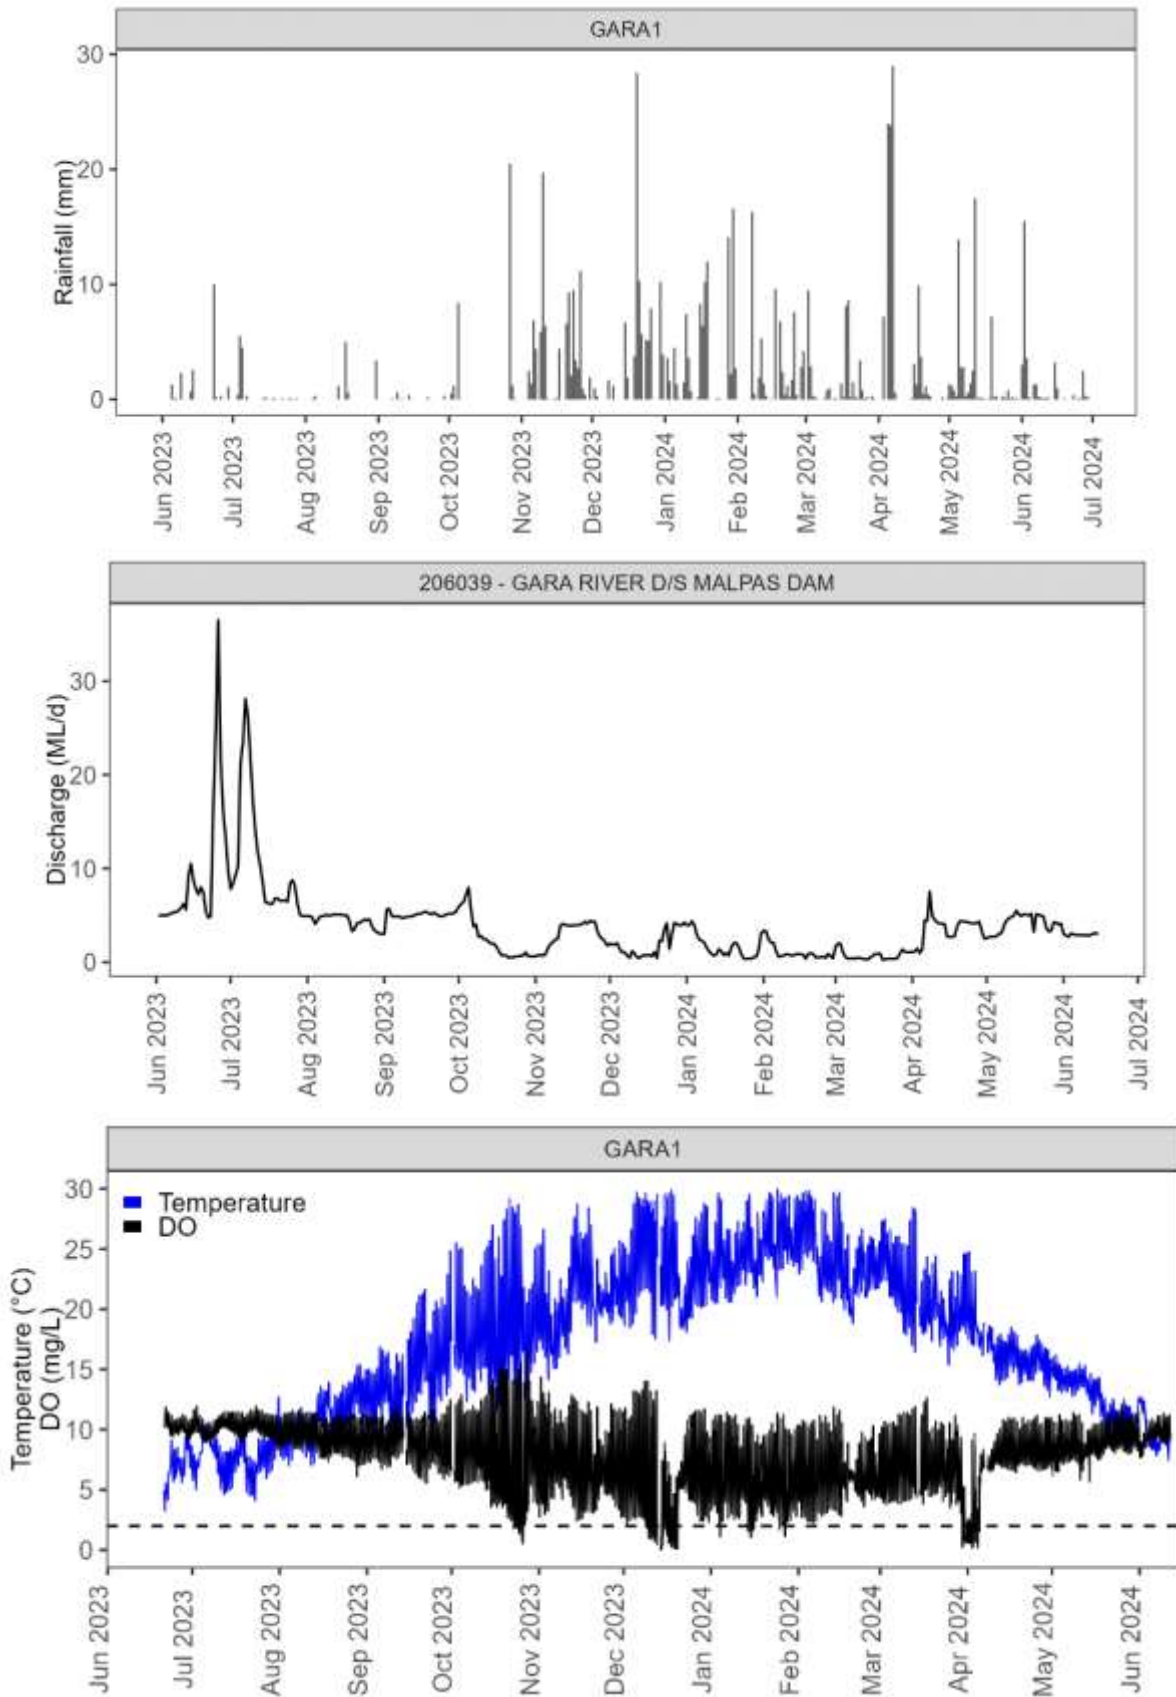 GARA1
30
20
10
0
Rainfall (mm)
Jun 2023
Jul 2023
Aug 2023
Sep 2023
Oct 2023
Nov 2023
Dec 2023
Jan 2024
Feb 2024
Mar 2024
Apr 2024
May 2024
Jun 2024
Jul 2024
206039 - GARA RIVER D/S MALPAS DAM
30
20
10
0
Discharge (ML/d)
Jun 2023
Jul 2023
Aug 2023
Sep 2023
Oct 2023
Nov 2023
Dec 2023
Jan 2024
Feb 2024
Mar 2024
Apr 2024
May 2024
Jun 2024
Jul 2024
GARA1
Temperature
DO
30
25
20
15
10
5
0
Temperature (°C)
DO (mg/L)
Jun 2023
Jul 2023
Aug 2023
Sep 2023
Oct 2023
Nov 2023
Dec 2023
Jan 2024
Feb 2024
Mar 2024
Apr 2024
May 2024
Jun 2024